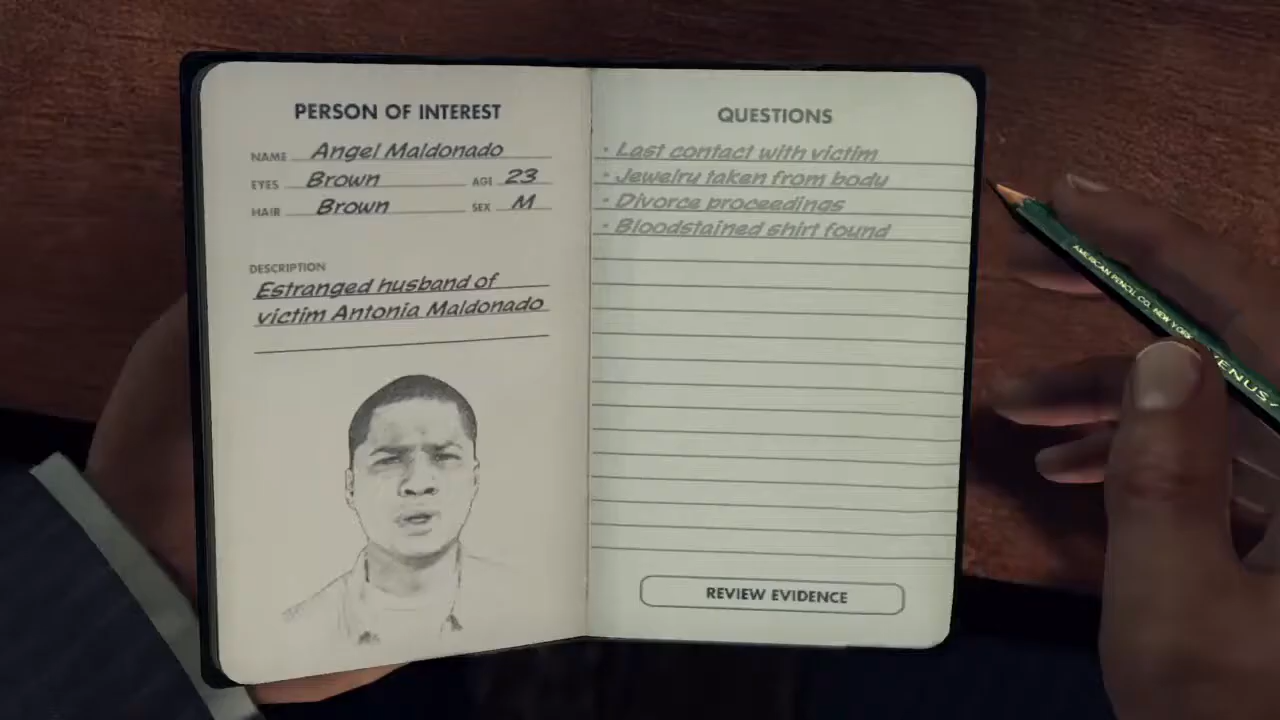 PERSON OF INTEREST
NAME Angel Maldonado
EYES Brown AGE 23
HAIR Brown SEX M
DESCRIPTION
Estranged husband of
victim Antonia Maldonado
QUESTIONS
• Last contact with victim
• Jewelry taken from body
• Divorce proceedings
• Bloodstained shirt found
REVIEW EVIDENCE
AMERICAN PENCIL CO. NEW YORK
VENUS